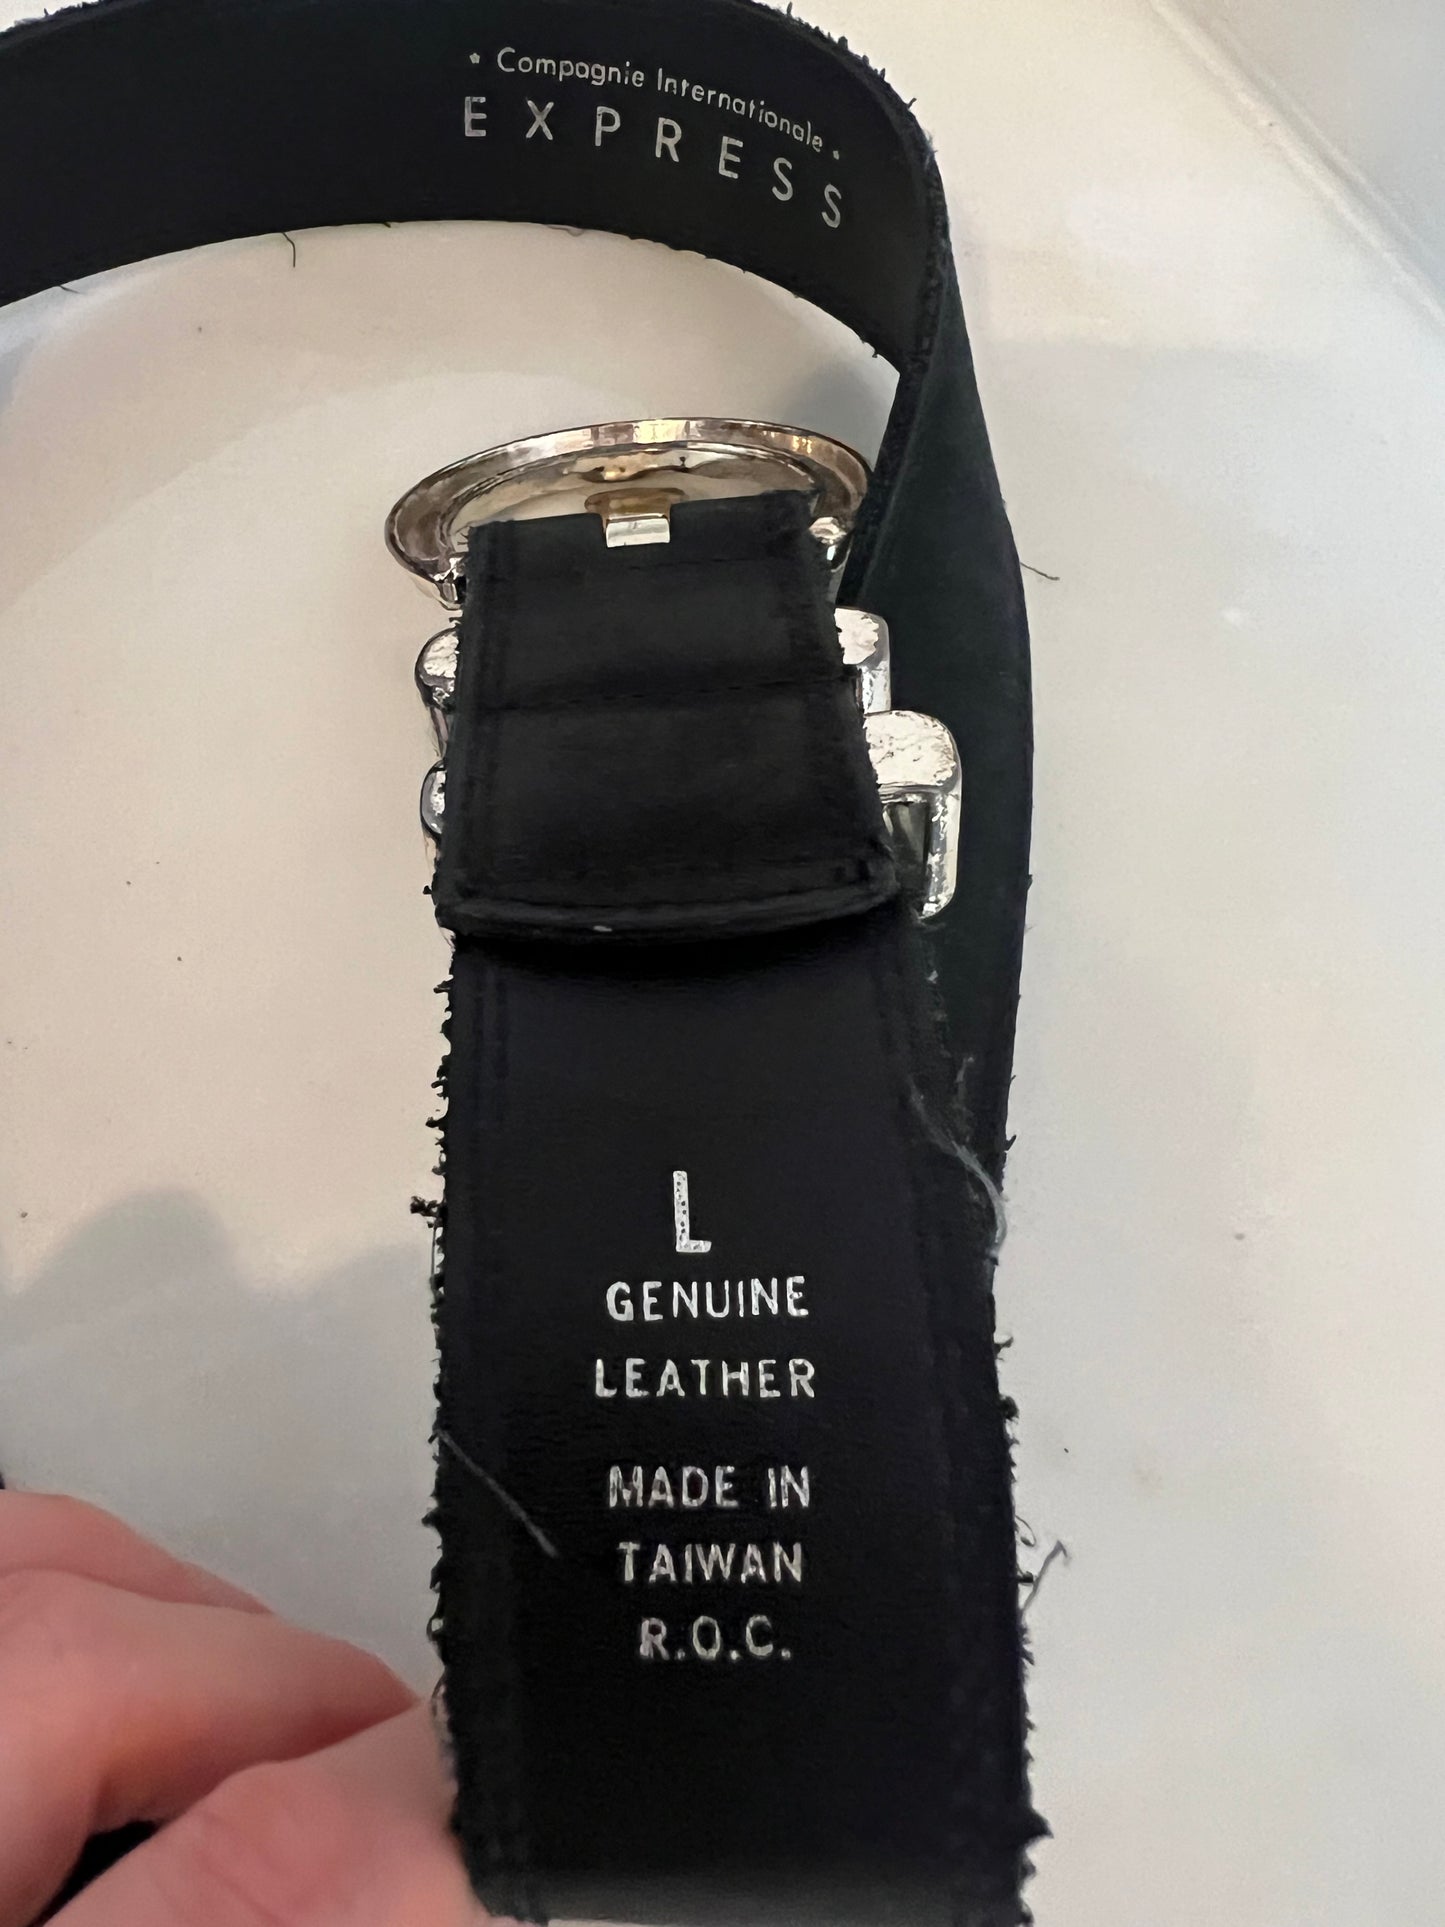 • Compagnie Internationale •
EXPRESS
L
GENUINE
LEATHER
MADE IN
TAIWAN
R.O.C.